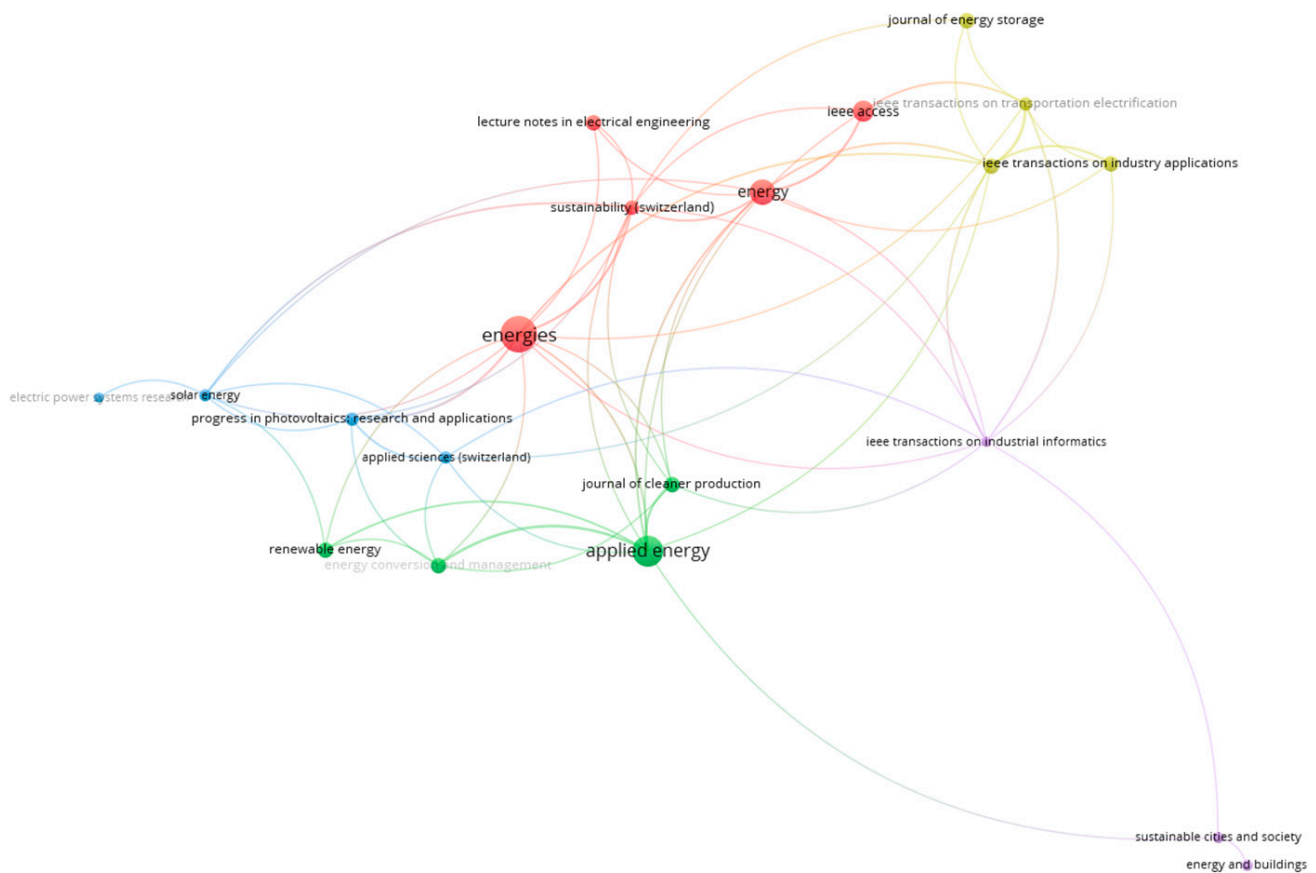 journal of energy storage
ieee transactions on transportation electrification
ieee access
lecture notes in electrical engineering
ieee transactions on industry applications
energy
sustainability (switzerland)
energies
electric power systems research
solar energy
progress in photovoltaics: research and applications
ieee transactions on industrial informatics
applied sciences (switzerland)
journal of cleaner production
renewable energy
applied energy
energy conversion and management
sustainable cities and society
energy and buildings